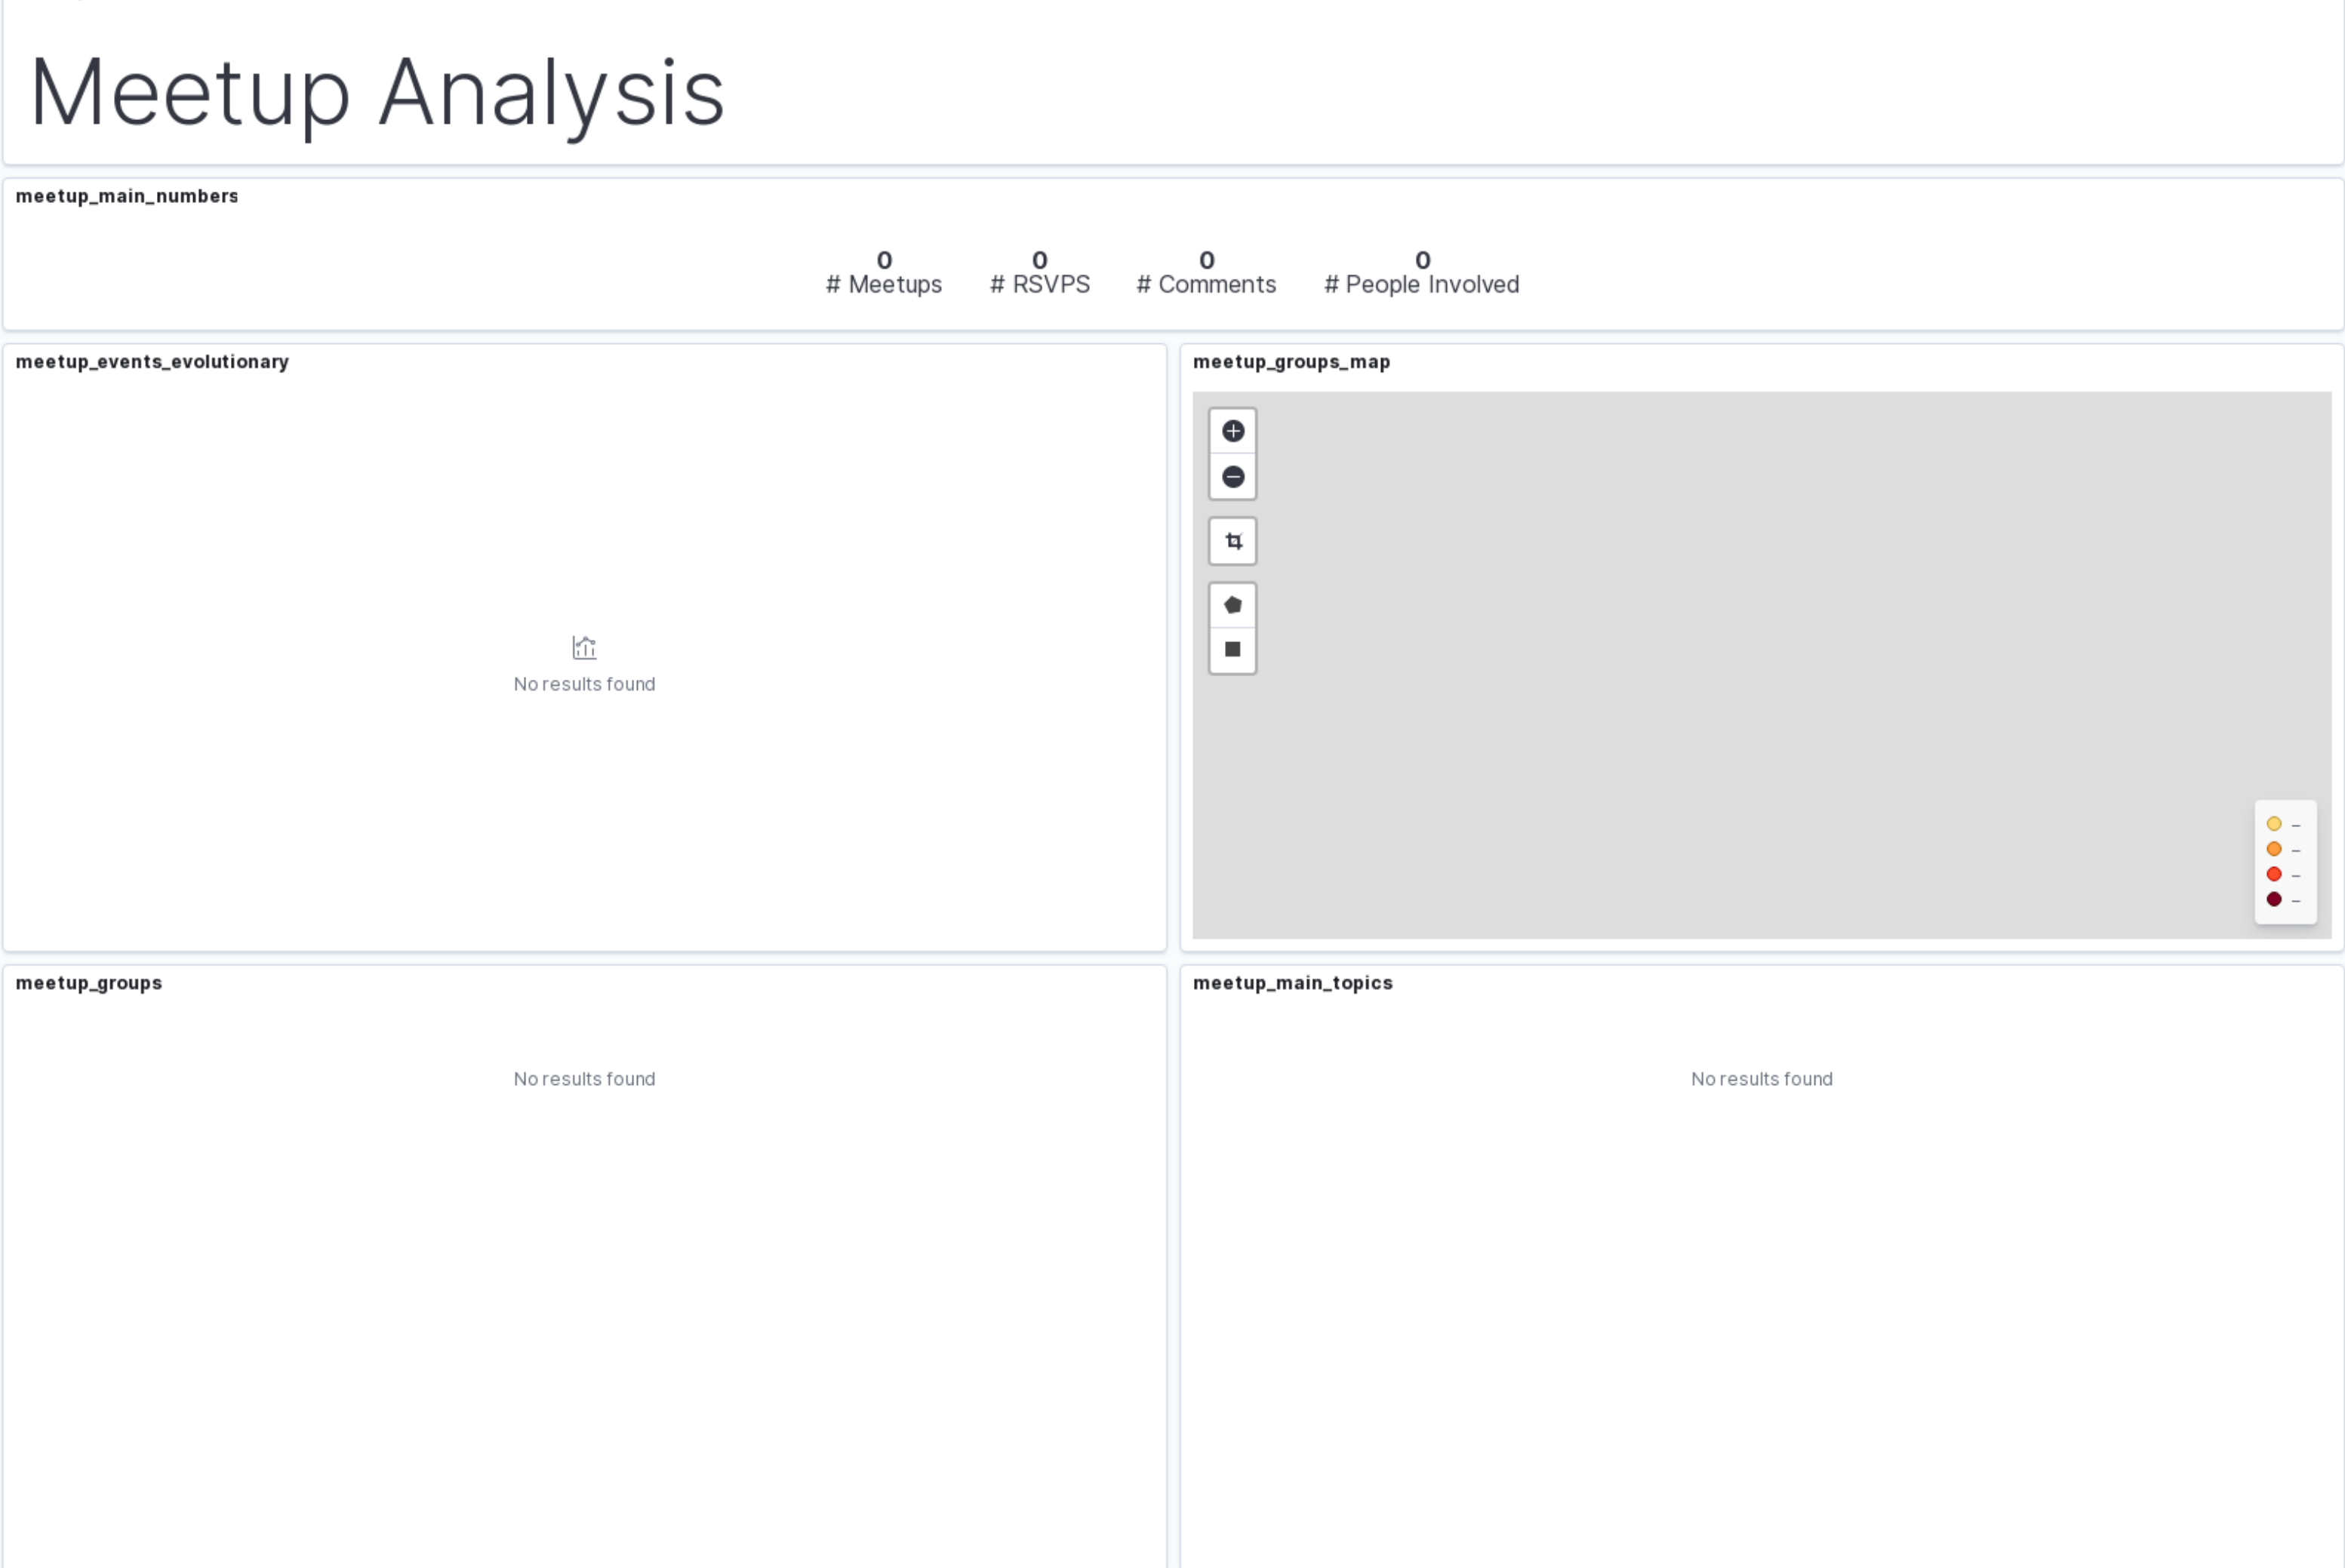 Meetup Analysis
meetup_main_numbers
0 0 0 0
# Meetups # RSVPS # Comments # People Involved
meetup_events_evolutionary
No results found
meetup_groups_map
–
–
–
–
meetup_groups
No results found
meetup_main_topics
No results found